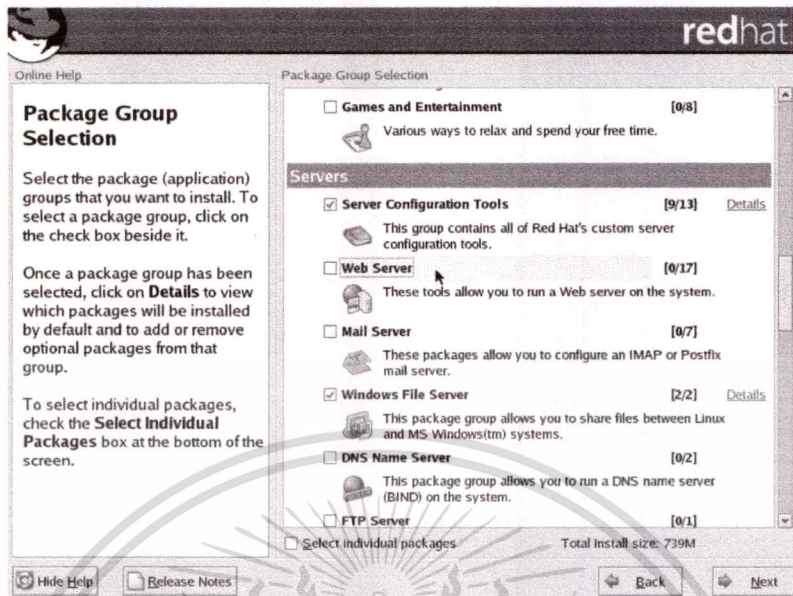 redhat
Online Help
Package Group Selection
Package Group
Selection
Select the package (application)
groups that you want to install. To
select a package group, click on
the check box beside it.
Once a package group has been
selected, click on Details to view
which packages will be installed
by default and to add or remove
optional packages from that
group.
To select individual packages,
check the Select Individual
Packages box at the bottom of the
screen.
Games and Entertainment [0/8]
Various ways to relax and spend your free time.
Servers
Server Configuration Tools [9/13] Details
This group contains all of Red Hat's custom server
configuration tools.
Web Server [0/17]
These tools allow you to run a Web server on the system.
Mail Server [0/7]
These packages allow you to configure an IMAP or Postfix
mail server.
Windows File Server [2/2] Details
This package group allows you to share files between Linux
and MS Windows(tm) systems.
DNS Name Server [0/2]
This package group allows you to run a DNS name server
(BIND) on the system.
FTP Server [0/1]
Select individual packages Total install size: 739M
Hide Help Release Notes Back Next